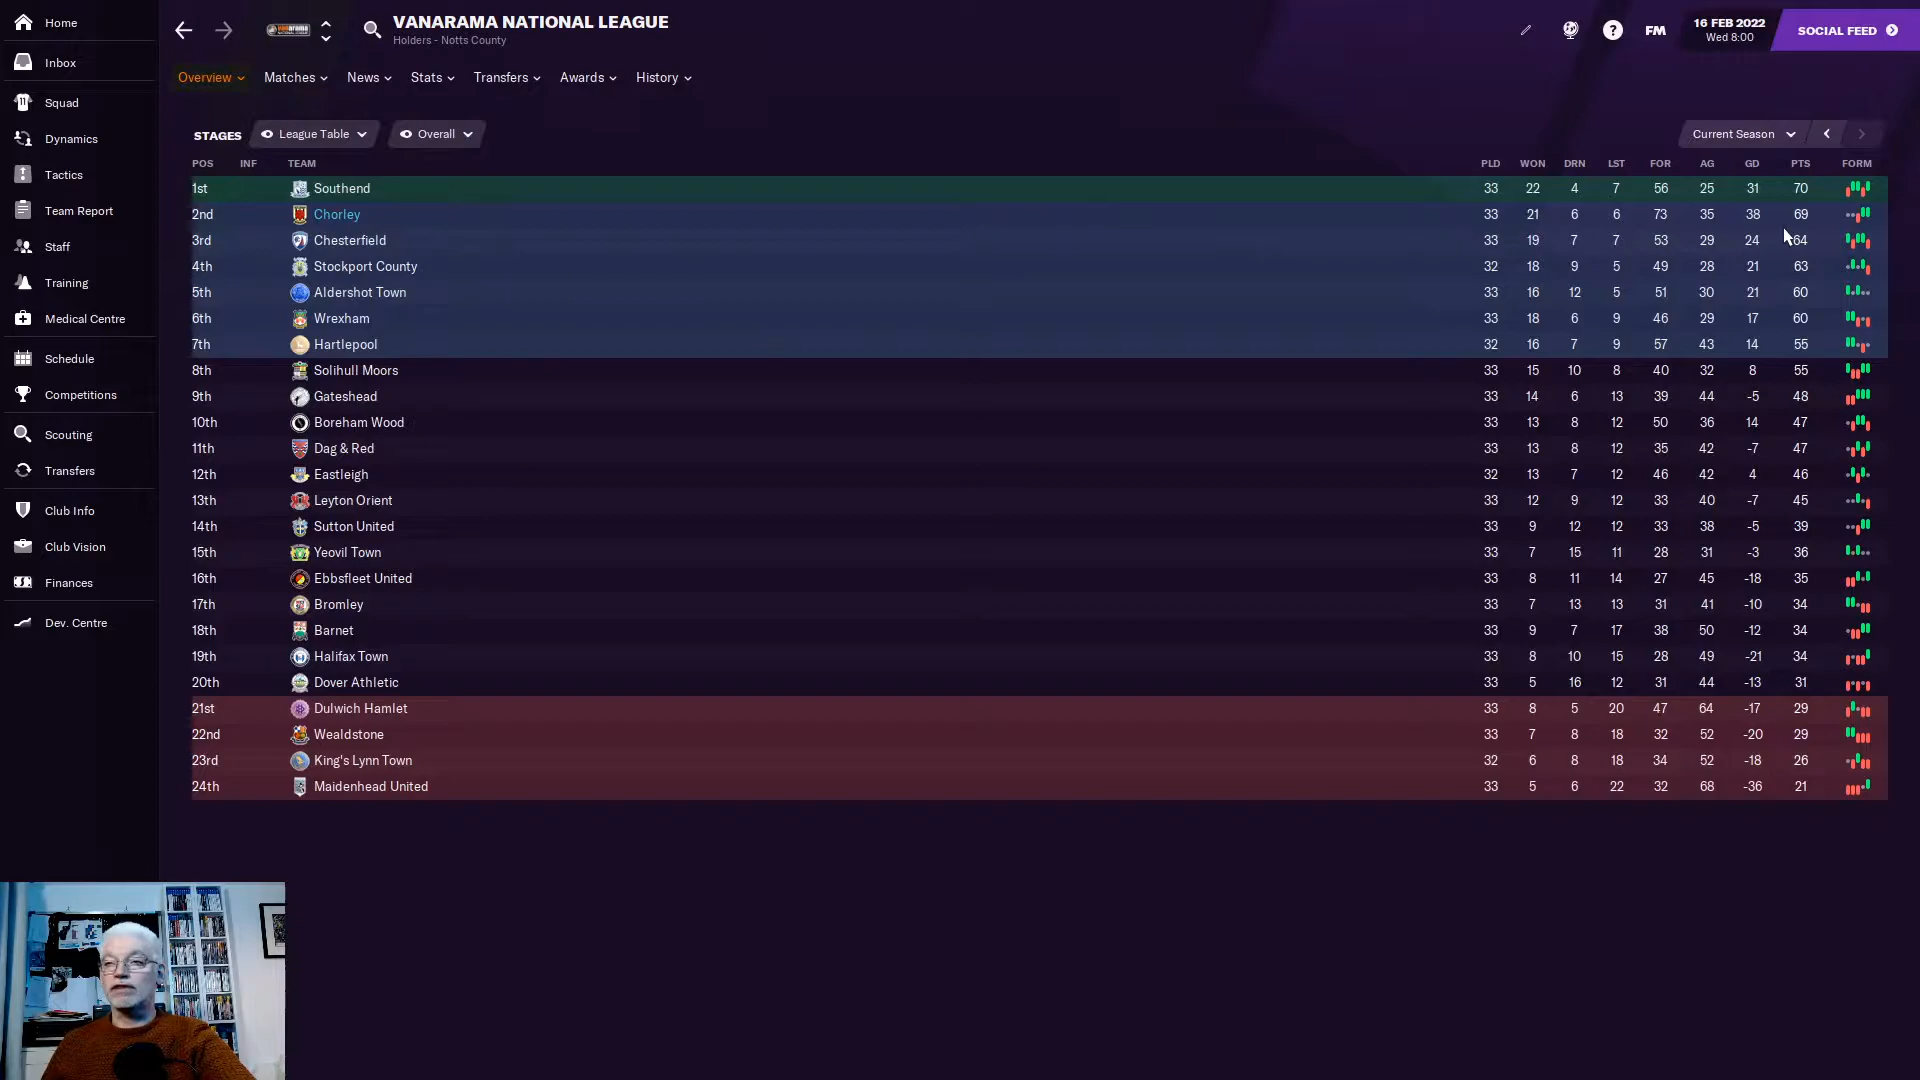 Home
Inbox
Squad
Dynamics
Tactics
Team Report
Staff
Training
Medical Centre
Schedule
Competitions
Scouting
Transfers
Club Info
Club Vision
Finances
Dev. Centre
VANARAMA NATIONAL LEAGUE
Holders - Notts County
FM
16 FEB 2022
Wed 8:00
SOCIAL FEED
Overview Matches News Stats Transfers Awards History
STAGES League Table Overall Current Season
POS INF TEAM PLD WON DRN LST FOR AG GD PTS FORM
1st Southend 33 22 4 7 56 25 31 70
2nd Chorley 33 21 6 6 73 35 38 69
3rd Chesterfield 33 19 7 7 53 29 24 64
4th Stockport County 32 18 9 5 49 28 21 63
5th Aldershot Town 33 16 12 5 51 30 21 60
6th Wrexham 33 18 6 9 46 29 17 60
7th Hartlepool 32 16 7 9 57 43 14 55
8th Solihull Moors 33 15 10 8 40 32 8 55
9th Gateshead 33 14 6 13 39 44 -5 48
10th Boreham Wood 33 13 8 12 50 36 14 47
11th Dag & Red 33 13 8 12 35 42 -7 47
12th Eastleigh 32 13 7 12 46 42 4 46
13th Leyton Orient 33 12 9 12 33 40 -7 45
14th Sutton United 33 9 12 12 33 38 -5 39
15th Yeovil Town 33 7 15 11 28 31 -3 36
16th Ebbsfleet United 33 8 11 14 27 45 -18 35
17th Bromley 33 7 13 13 31 41 -10 34
18th Barnet 33 9 7 17 38 50 -12 34
19th Halifax Town 33 8 10 15 28 49 -21 34
20th Dover Athletic 33 5 16 12 31 44 -13 31
21st Dulwich Hamlet 33 8 5 20 47 64 -17 29
22nd Wealdstone 33 7 8 18 32 52 -20 29
23rd King's Lynn Town 32 6 8 18 34 52 -18 26
24th Maidenhead United 33 5 6 22 32 68 -36 21